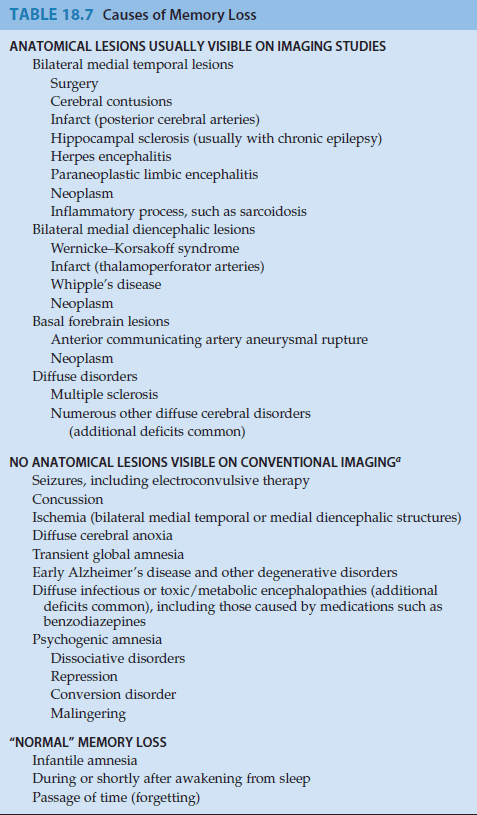 TABLE 18.7 Causes of Memory Loss
ANATOMICAL LESIONS USUALLY VISIBLE ON IMAGING STUDIES
Bilateral medial temporal lesions
Surgery
Cerebral contusions
Infarct (posterior cerebral arteries)
Hippocampal sclerosis (usually with chronic epilepsy)
Herpes encephalitis
Paraneoplastic limbic encephalitis
Neoplasm
Inflammatory process, such as sarcoidosis
Bilateral medial diencephalic lesions
Wernicke–Korsakoff syndrome
Infarct (thalamoperforator arteries)
Whipple's disease
Neoplasm
Basal forebrain lesions
Anterior communicating artery aneurysmal rupture
Neoplasm
Diffuse disorders
Multiple sclerosis
Numerous other diffuse cerebral disorders
(additional deficits common)
NO ANATOMICAL LESIONS VISIBLE ON CONVENTIONAL IMAGINGᵃ
Seizures, including electroconvulsive therapy
Concussion
Ischemia (bilateral medial temporal or medial diencephalic structures)
Diffuse cerebral anoxia
Transient global amnesia
Early Alzheimer's disease and other degenerative disorders
Diffuse infectious or toxic/metabolic encephalopathies (additional
deficits common), including those caused by medications such as
benzodiazepines
Psychogenic amnesia
Dissociative disorders
Repression
Conversion disorder
Malingering
"NORMAL" MEMORY LOSS
Infantile amnesia
During or shortly after awakening from sleep
Passage of time (forgetting)